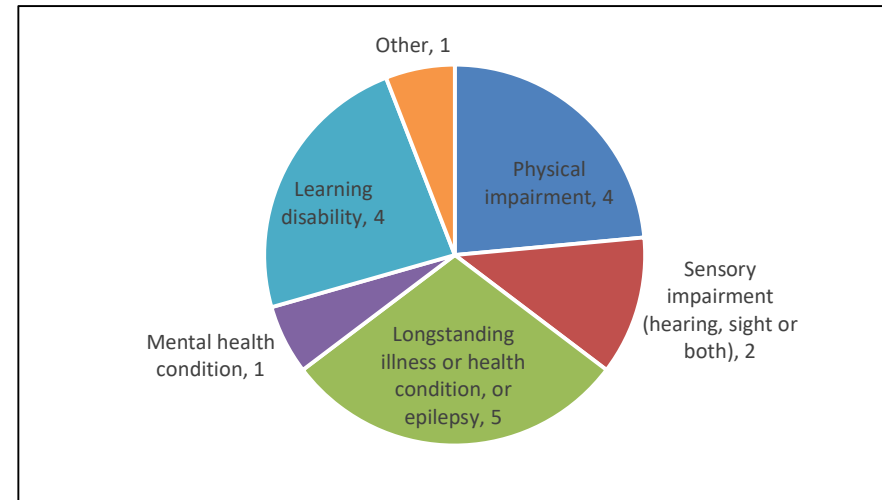 Other, 1
Physical
impairment, 4
Learning
disability, 4
Sensory
impairment
(hearing, sight or
both), 2
Mental health
condition, 1
Longstanding
illness or health
condition, or
epilepsy, 5